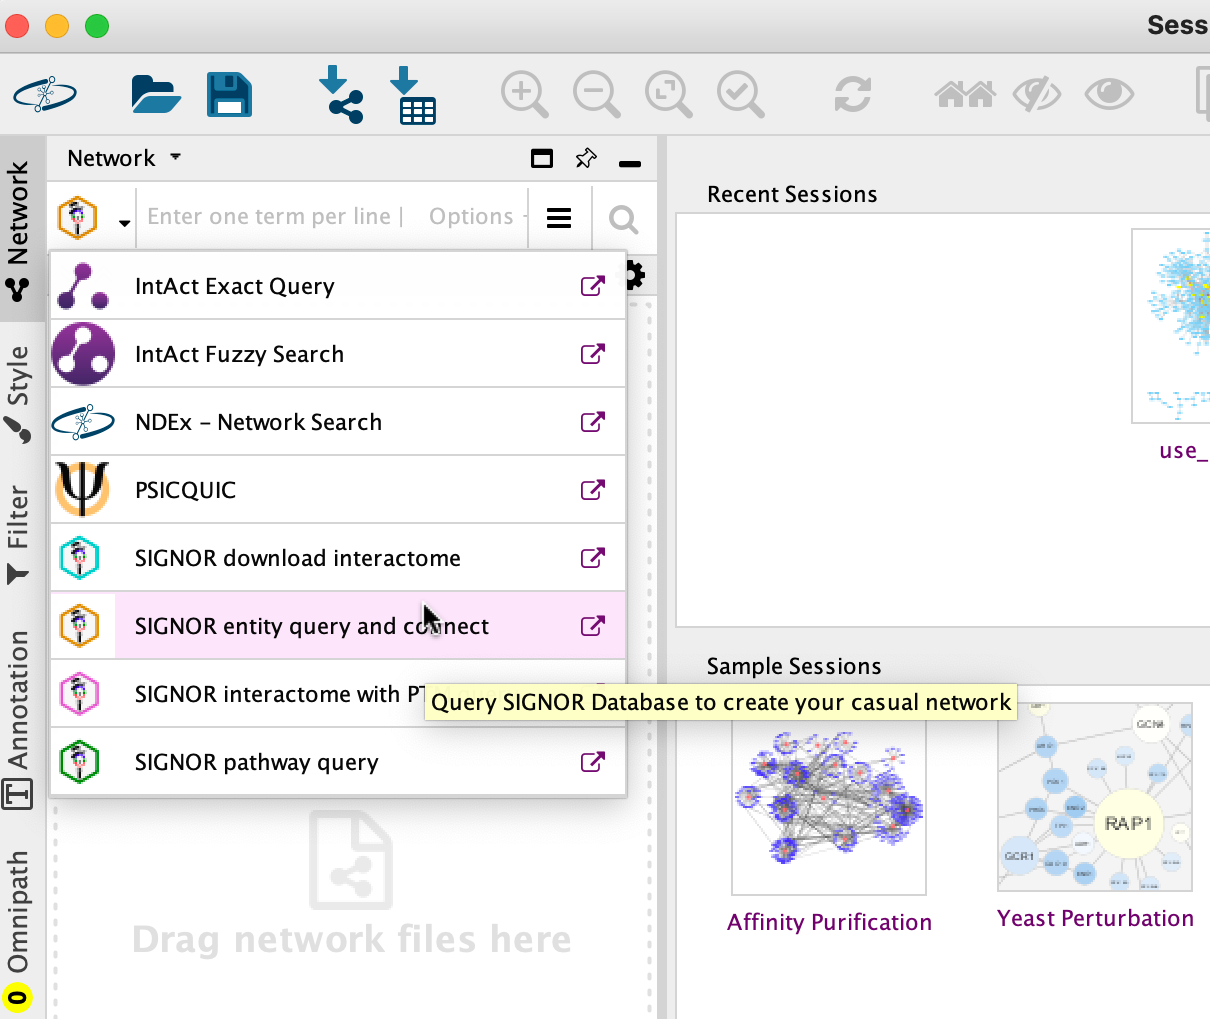 Sess
Network
Network
Style
Filter
Annotation
Omnipath
Enter one term per line |
Options
IntAct Exact Query
IntAct Fuzzy Search
NDEx – Network Search
PSICQUIC
SIGNOR download interactome
SIGNOR entity query and connect
SIGNOR interactome with PT
Query SIGNOR Database to create your casual network
SIGNOR pathway query
Drag network files here
Recent Sessions
use_
Sample Sessions
Affinity Purification
RAP1
GCR1
Yeast Perturbation